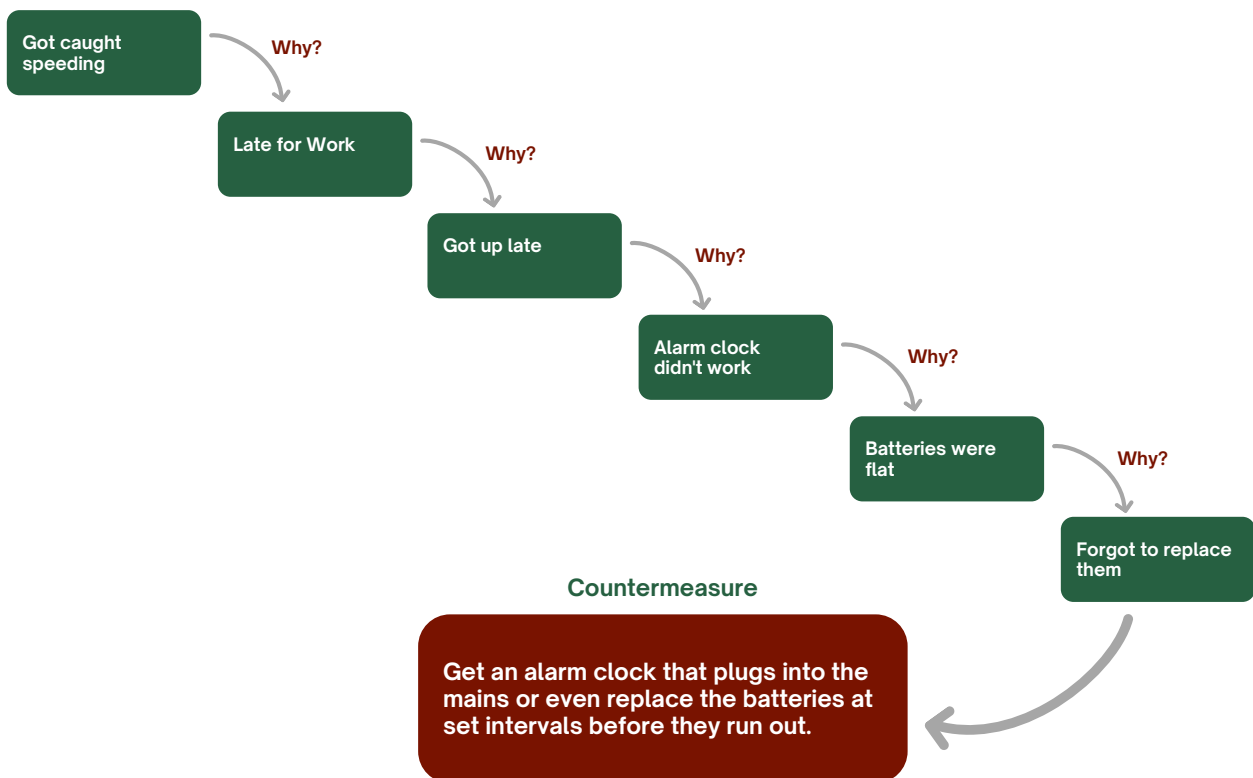 Got caught
speeding
Why?
Late for Work
Why?
Got up late
Why?
Alarm clock
didn't work
Why?
Batteries were
flat
Why?
Forgot to replace
them
Countermeasure
Get an alarm clock that plugs into the
mains or even replace the batteries at
set intervals before they run out.